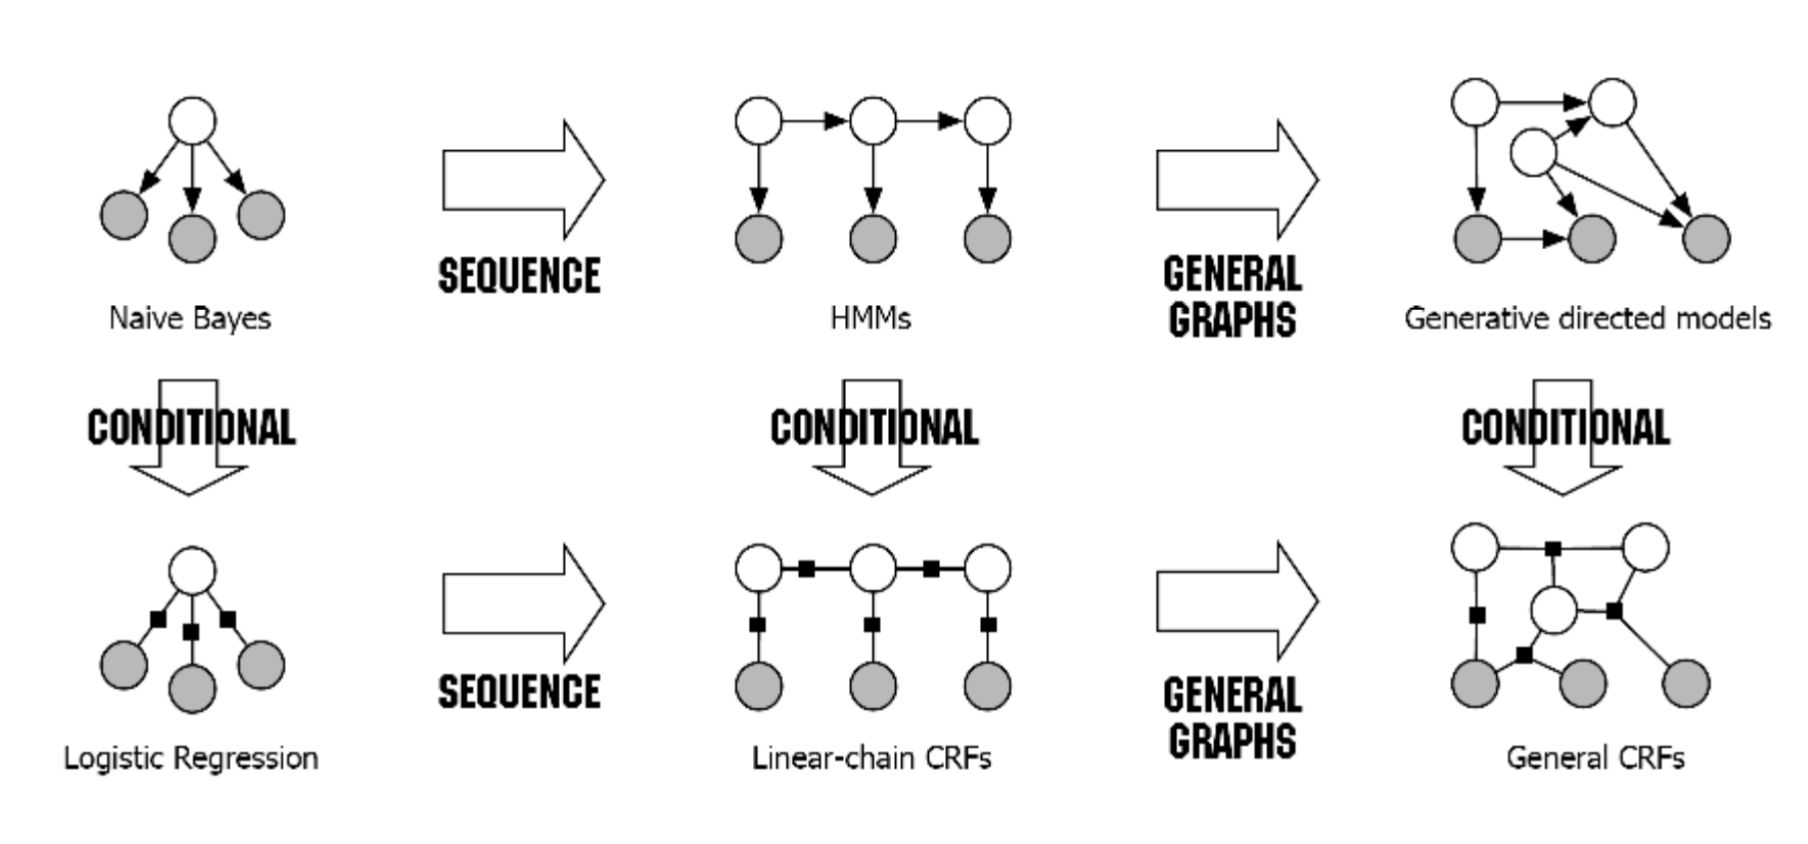 SEQUENCE
GENERAL
GRAPHS
Naive Bayes
HMMs
Generative directed models
CONDITIONAL
CONDITIONAL
CONDITIONAL
SEQUENCE
GENERAL
GRAPHS
Logistic Regression
Linear-chain CRFs
General CRFs